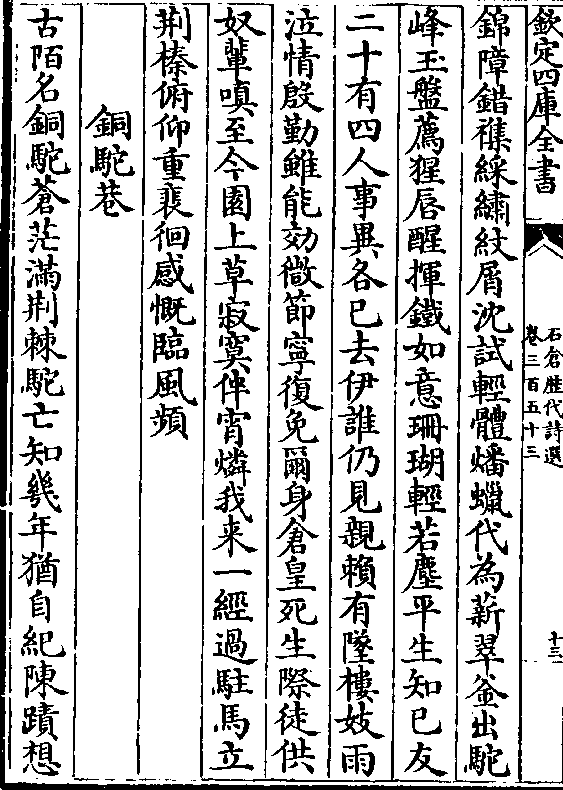 欽定四庫全書
石倉歷代詩選
卷三百五十三
十三
錦障錯雜綵繡紋屑沈試輕體燔蠟代為薪翠釜出駝
峰玉盤薦猩唇醒揮鐵如意珊瑚輕若塵平生知已友
二十有四人事異各已去伊誰仍見親賴有墜樓妓雨
泣情殷勤雖能効微節寧復免爾身倉皇死生際徒供
奴輩嗔至今園上草寂寞伴宵燐我来一經過駐馬立
荆榛俯仰重裵徊感慨臨風頻
銅駝巷
古陌名銅駝蒼茫滿荆棘駝亡知幾年猶自紀陳蹟想